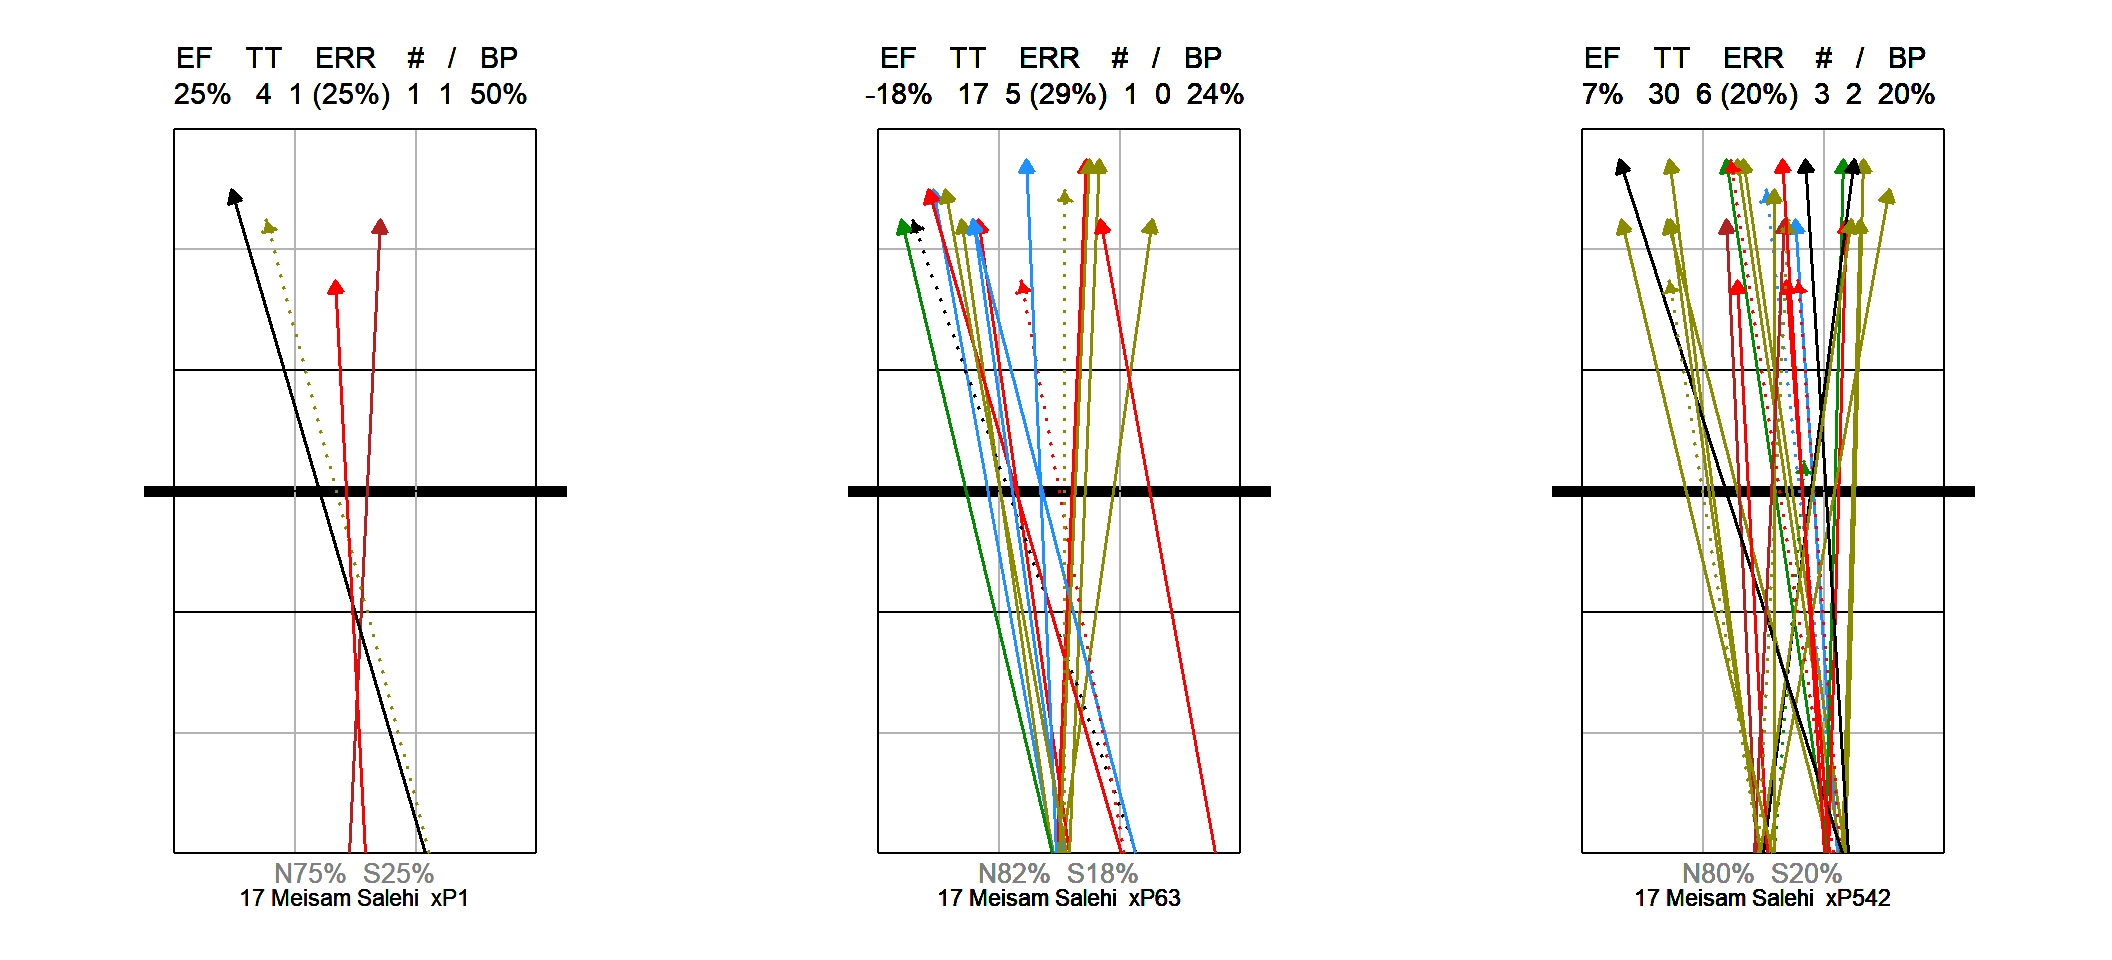 EF TT ERR # / BP
25% 4 1 (25%) 1 1 50%
N75% S25%
17 Meisam Salehi xP1
EF TT ERR # / BP
-18% 17 5 (29%) 1 0 24%
N82% S18%
17 Meisam Salehi xP63
EF TT ERR # / BP
7% 30 6 (20%) 3 2 20%
N80% S20%
17 Meisam Salehi xP542